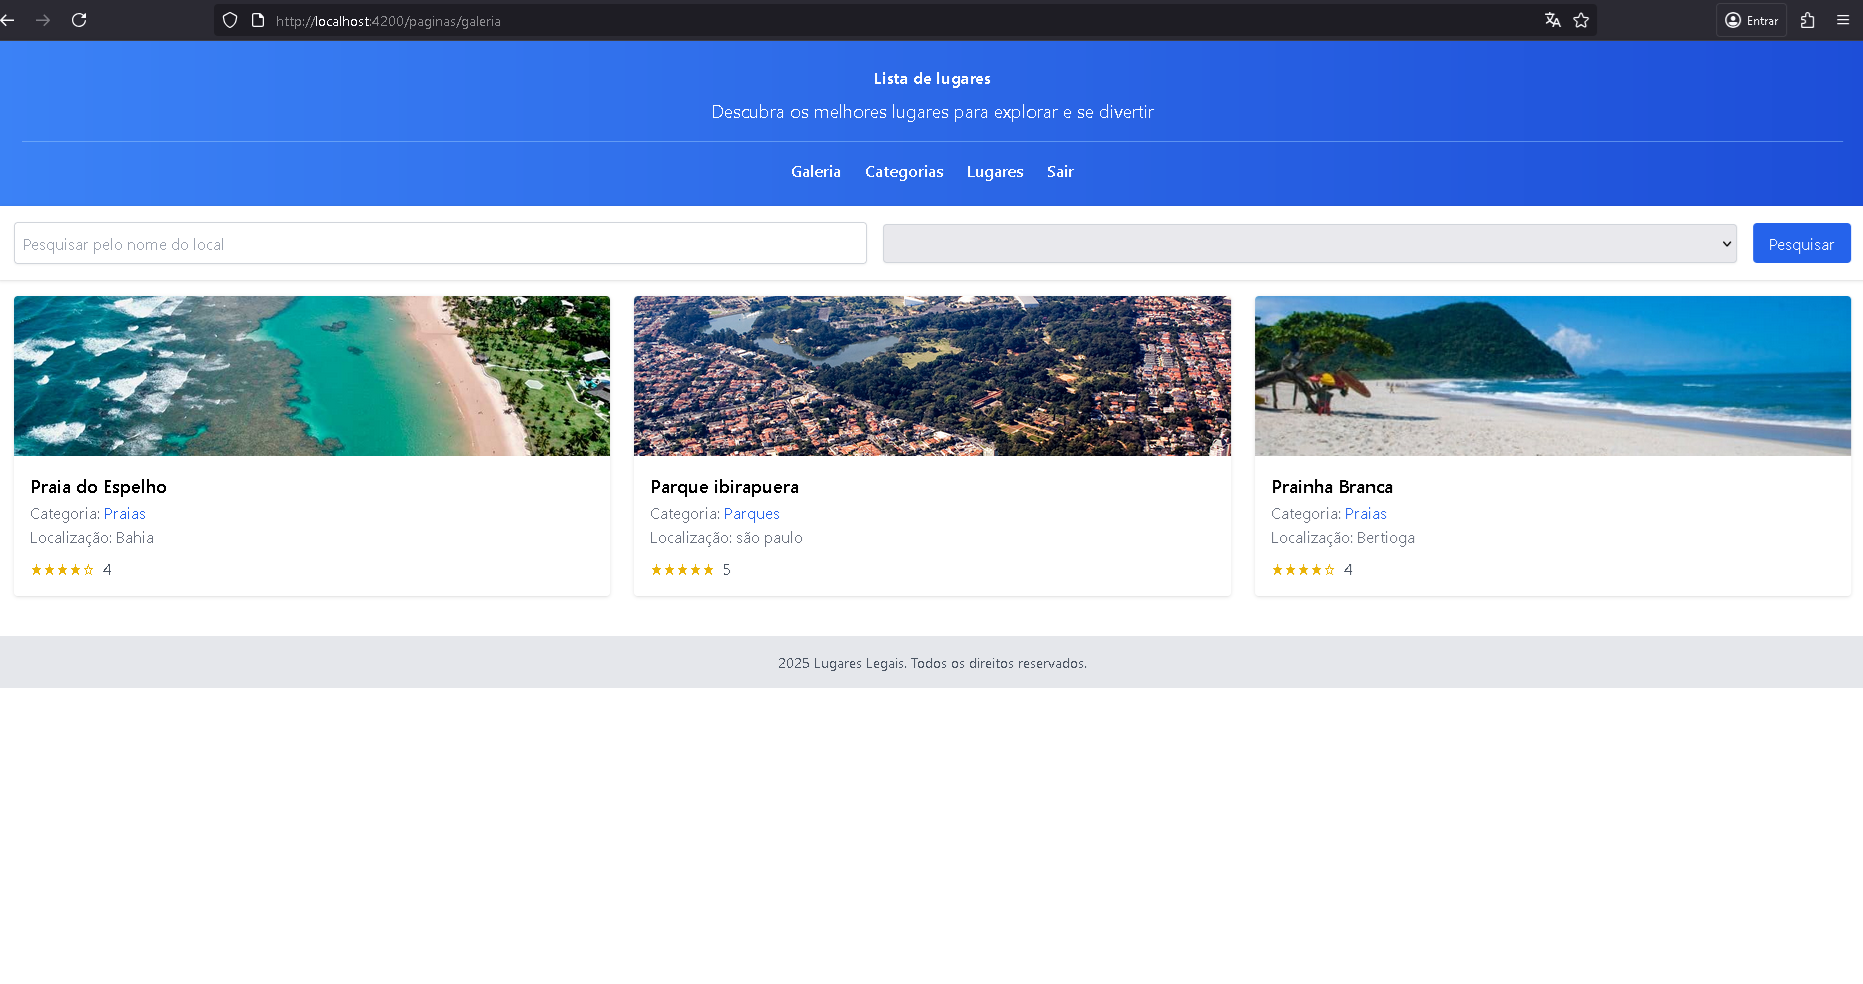 http://localhost:4200/paginas/galeria
Entrar
Lista de lugares
Descubra os melhores lugares para explorar e se divertir
Galeria Categorias Lugares Sair
Pesquisar pelo nome do local
Pesquisar
Praia do Espelho
Categoria: Praias
Localização: Bahia
★★★★☆ 4
Parque ibirapuera
Categoria: Parques
Localização: são paulo
★★★★★ 5
Prainha Branca
Categoria: Praias
Localização: Bertioga
★★★★☆ 4
2025 Lugares Legais. Todos os direitos reservados.